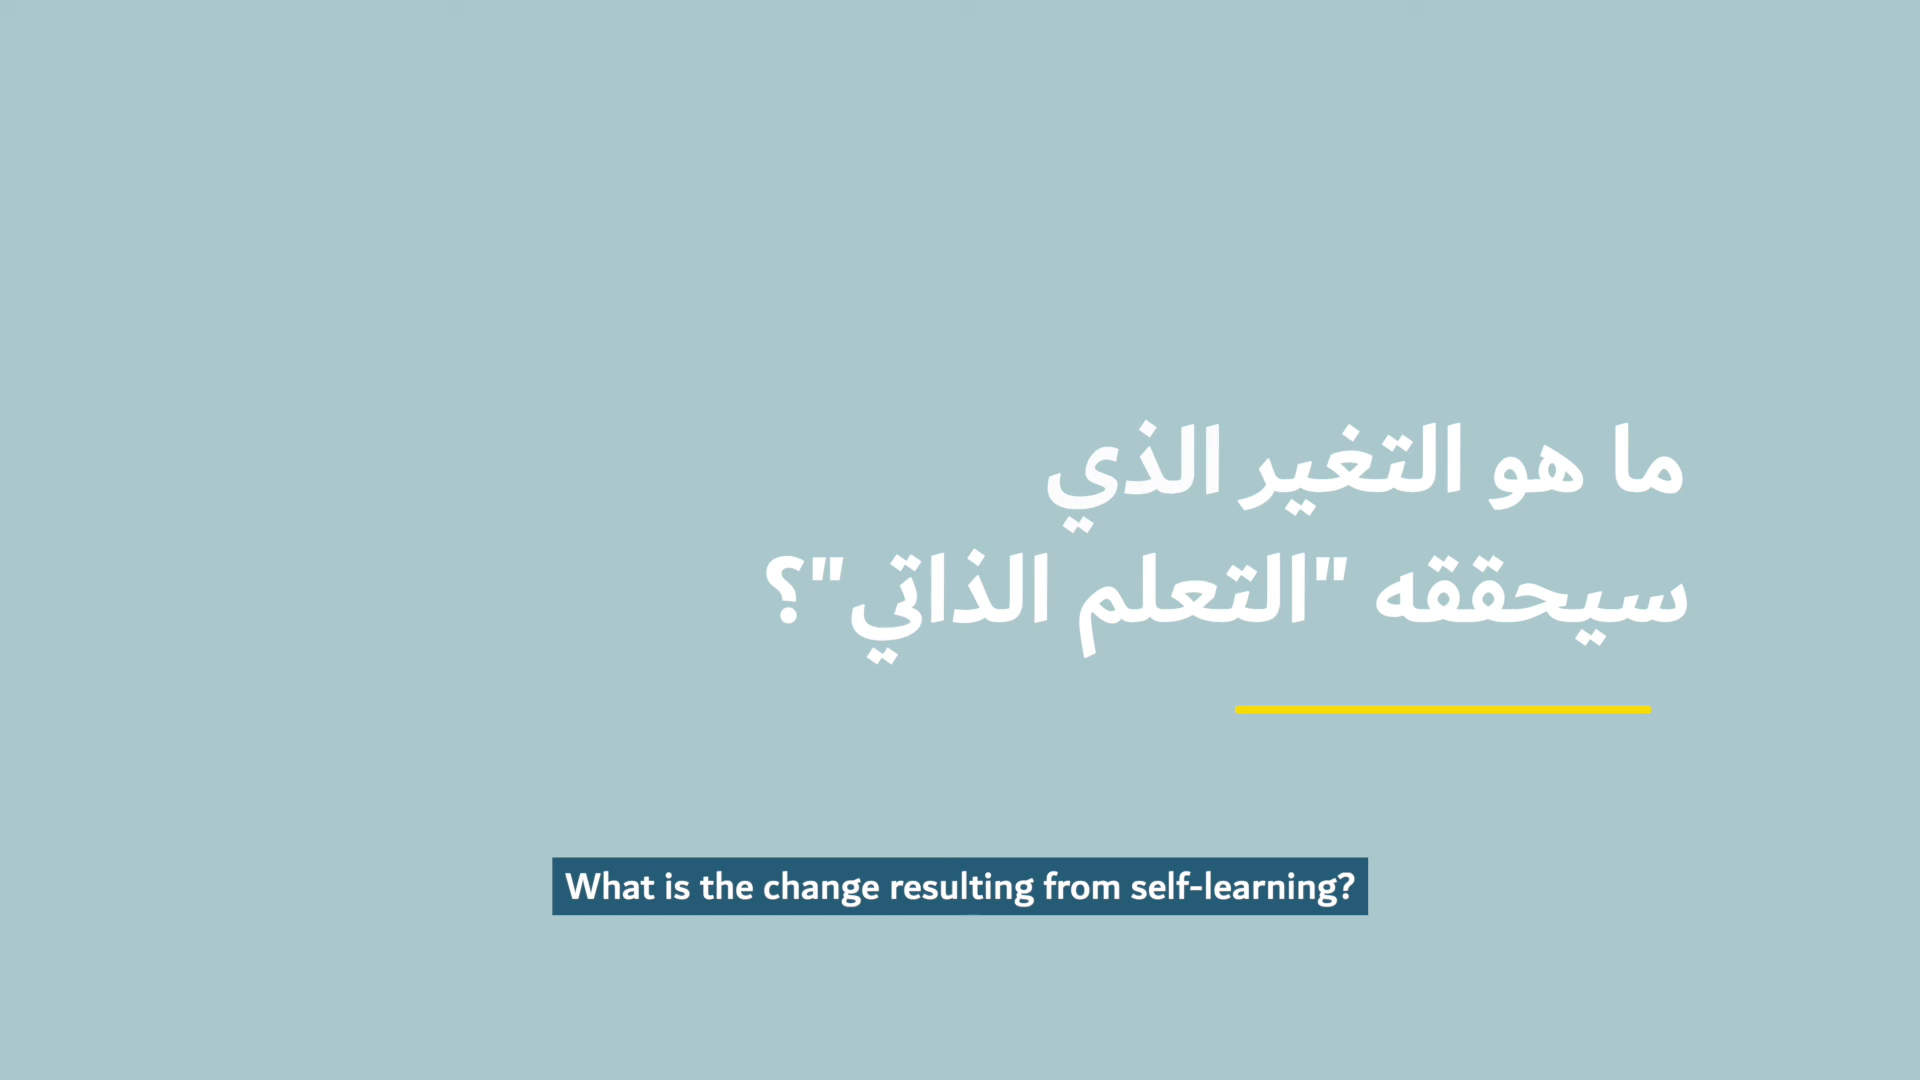 ما هو التغير الذي
سيحققه "التعلم الذاتي"؟
What is the change resulting from self-learning?